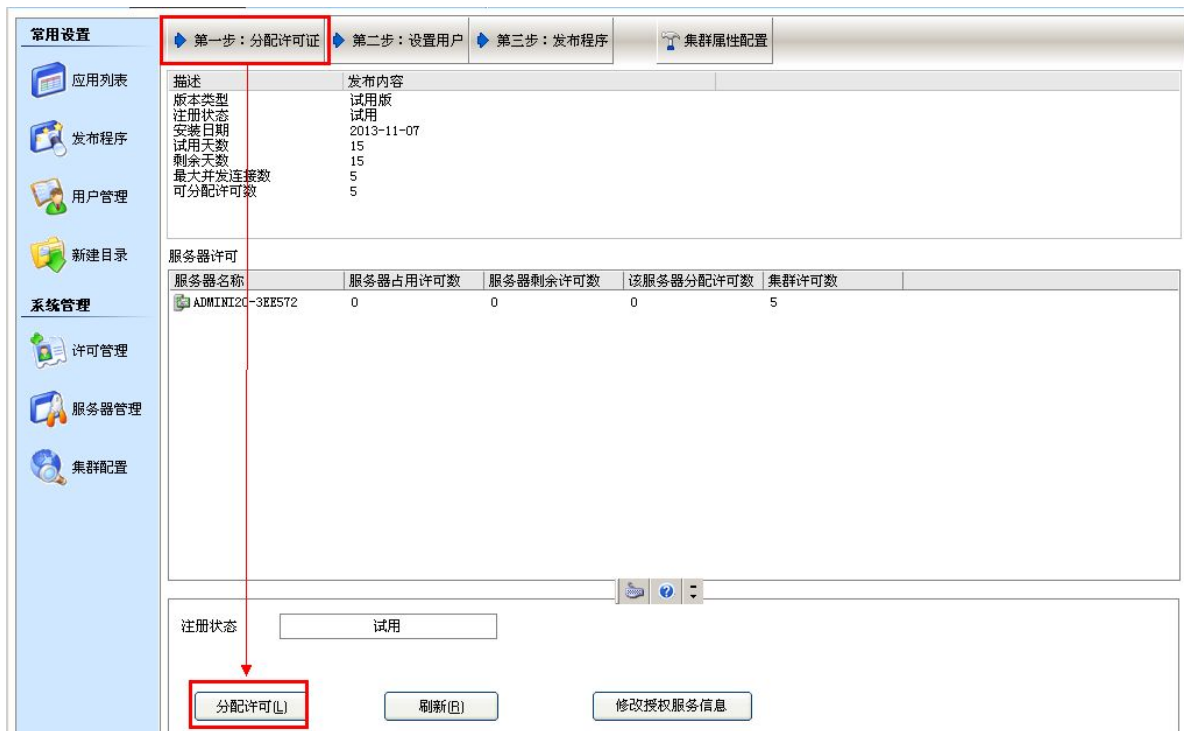 常用设置
应用列表
发布程序
用户管理
新建目录
系统管理
许可管理
服务器管理
集群配置
第一步：分配许可证 第二步：设置用户 第三步：发布程序 集群属性配置
描述 发布内容
版本类型 试用版
注册状态 试用
安装日期 2013-11-07
试用天数 15
剩余天数 15
最大并发连接数 5
可分配许可数 5
服务器许可
服务器名称 服务器占用许可数 服务器剩余许可数 该服务器分配许可数 集群许可数
ADMINI20-3EE572 0 0 0 5
注册状态 试用
分配许可(L) 刷新(R) 修改授权服务信息